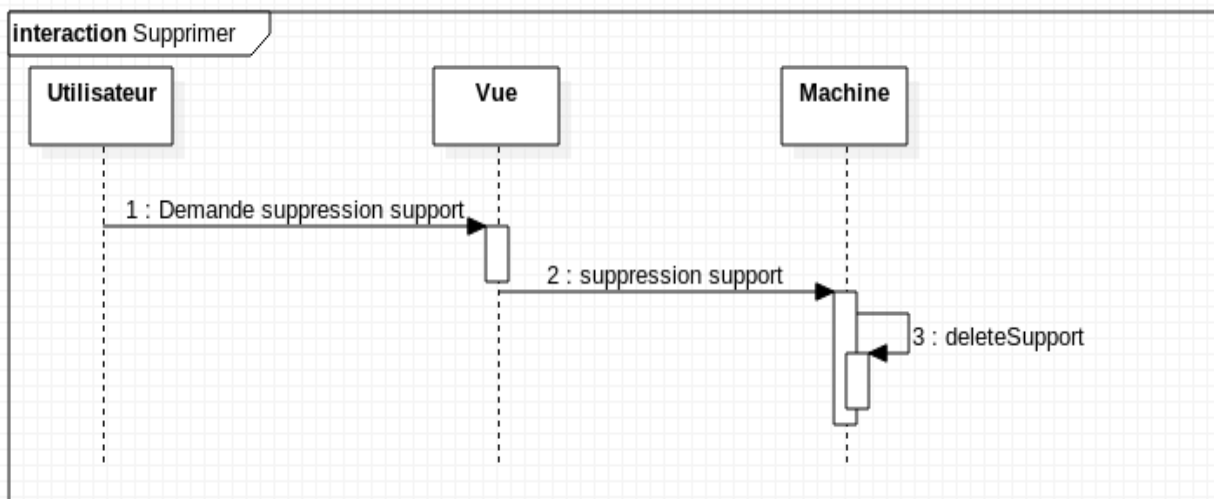 interaction Supprimer
Utilisateur
Vue
Machine
1 : Demande suppression support
2 : suppression support
3 : deleteSupport